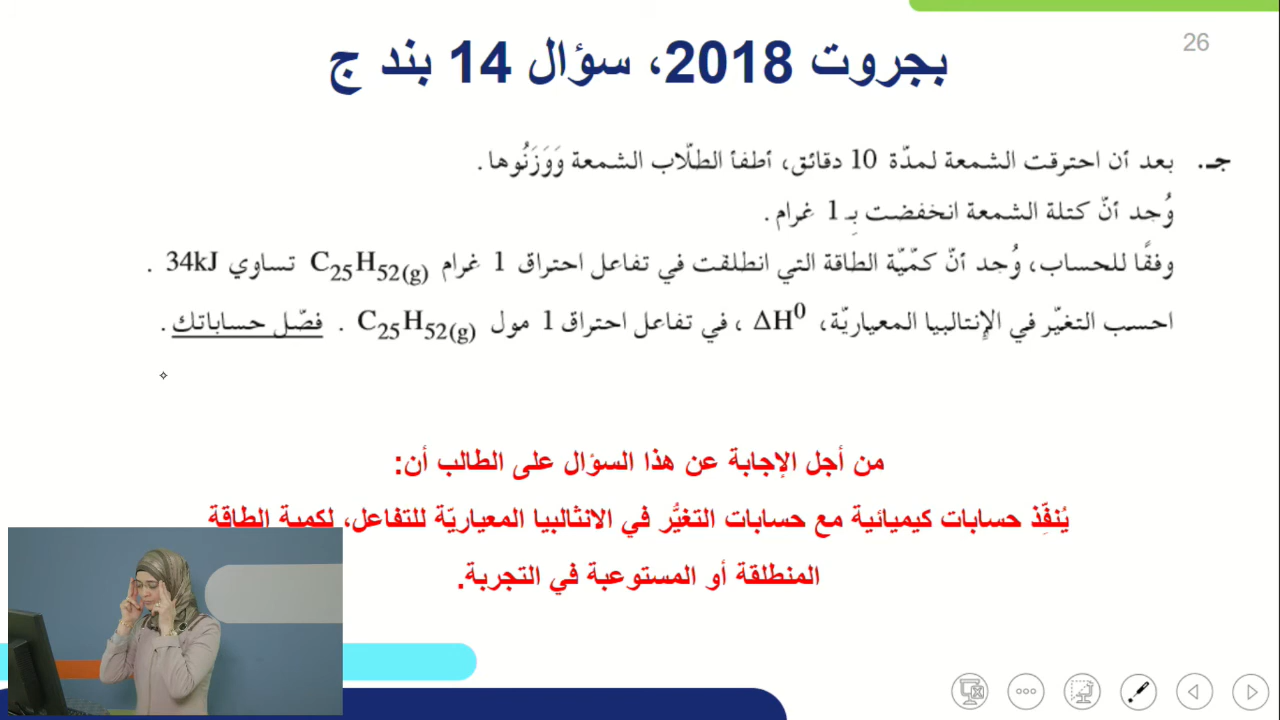 26
بجروت 2018، سؤال 14 بند ج
جـ. بعد أن احترقت الشمعة لمدّة 10 دقائق، أطفأ الطلّاب الشمعة وَوَزَنُوها.
وُجد أنّ كتلة الشمعة انخفضت بِـ 1 غرام.
وفقًا للحساب، وُجد أنّ كمّيّة الطاقة التي انطلقت في تفاعل احتراق 1 غرام C25H52(g) تساوي 34kJ.
احسب التغيّر في الإنتالبيا المعياريّة، ΔH⁰، في تفاعل احتراق 1 مول C25H52(g). فصّل حساباتك.
من أجل الإجابة عن هذا السؤال على الطالب أن:
يُنفِّذ حسابات كيميائية مع حسابات التغيُّر في الانثالبيا المعياريّة للتفاعل، لكمية الطاقة
المنطلقة أو المستوعبة في التجربة.